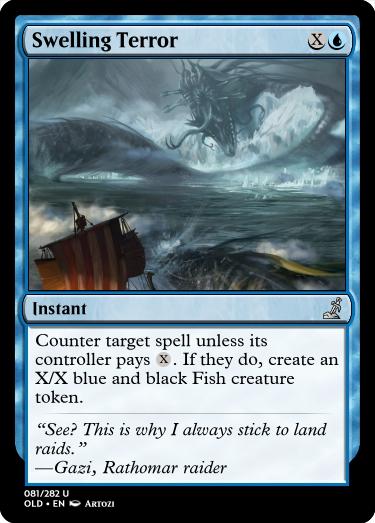 Swelling Terror
X
Instant
Counter target spell unless its
controller pays X. If they do, create an
X/X blue and black Fish creature
token.
“See? This is why I always stick to land
raids.”
—Gazi, Rathomar raider
081/282 U
OLD • EN Artozi